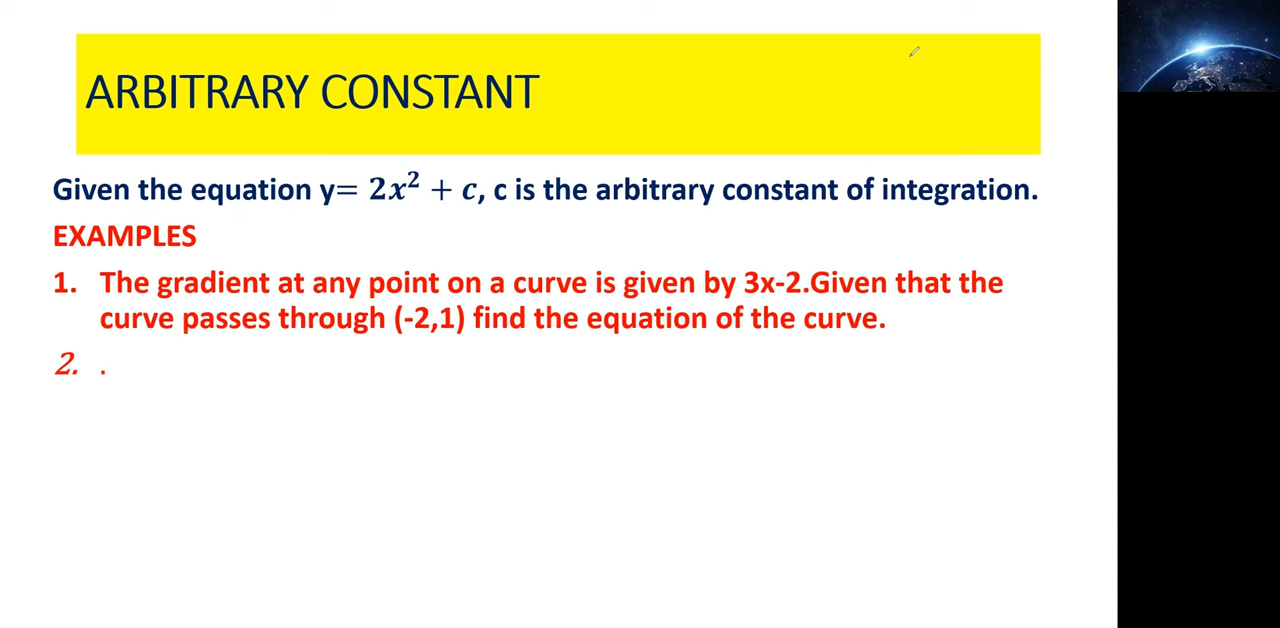 ARBITRARY CONSTANT
Given the equation y= 2x² + c, c is the arbitrary constant of integration.
EXAMPLES
1. The gradient at any point on a curve is given by 3x-2.Given that the
curve passes through (-2,1) find the equation of the curve.
2. .